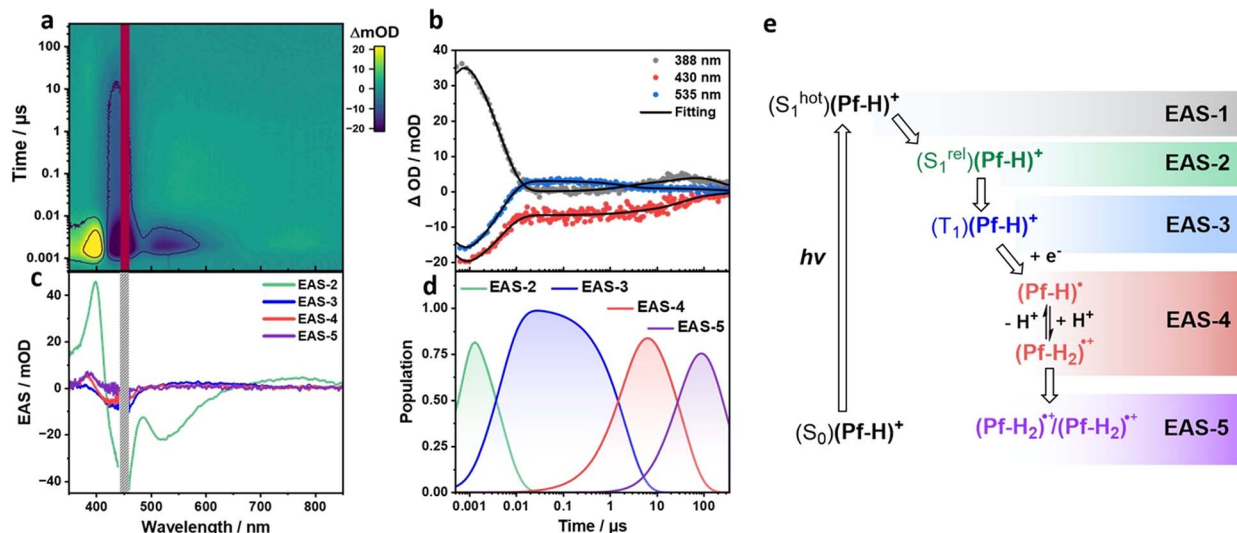 a
ΔmOD
20
10
0
−10
−20
100
10
1
0.1
0.01
0.001
Time / µs
b
40
30
20
10
0
−10
−20
Δ OD / mOD
388 nm
430 nm
535 nm
Fitting
c
40
20
0
−20
−40
EAS / mOD
EAS-2
EAS-3
EAS-4
EAS-5
400 500 600 700 800
Wavelength / nm
d
1.00
0.75
0.50
0.25
0.00
Population
EAS-2 EAS-3
EAS-4
EAS-5
0.001 0.01 0.1 1 10 100
Time / µs
e
(S₁ʰᵒᵗ)(Pf-H)⁺ EAS-1
(S₁ʳᵉˡ)(Pf-H)⁺ EAS-2
(T₁)(Pf-H)⁺ EAS-3
hν
+ e⁻
(Pf-H)•
- H⁺ + H⁺ EAS-4
(Pf-H₂)•⁺
(S₀)(Pf-H)⁺ (Pf-H₂)•⁺/(Pf-H₂)•⁺ EAS-5